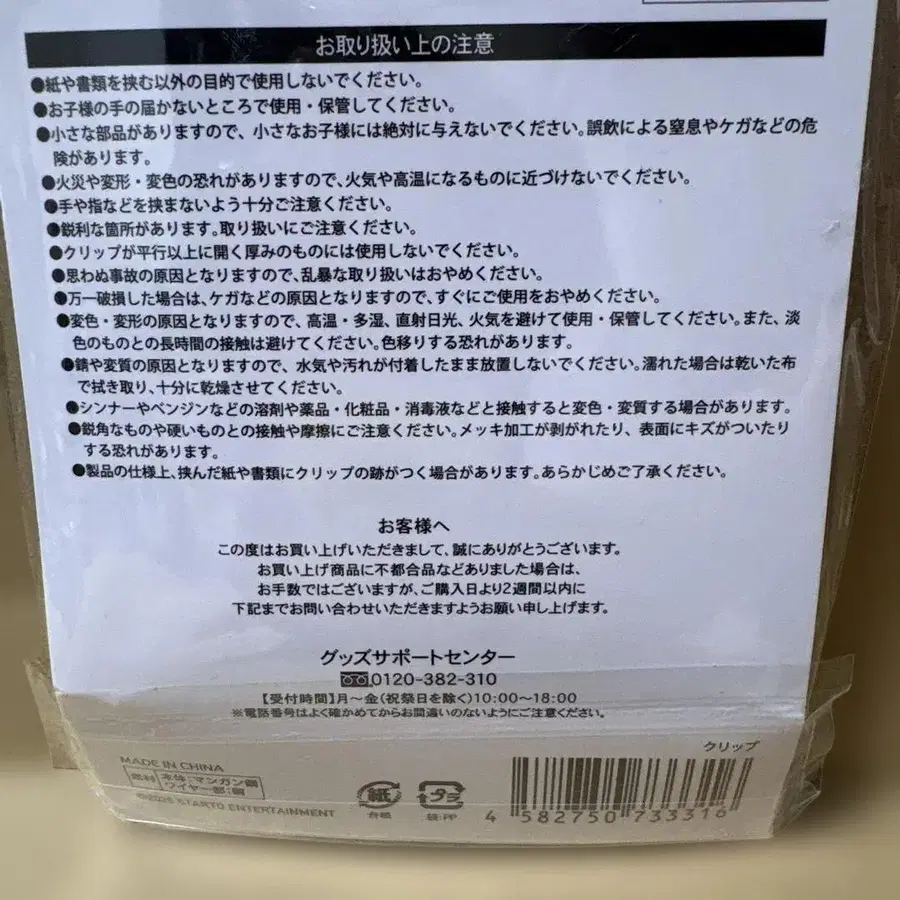 お取り扱い上の注意
●紙や書類を挟む以外の目的で使用しないでください。
●お子様の手の届かないところで使用・保管してください。
●小さな部品がありますので、小さなお子様には絶対に与えないでください。誤飲による窒息やケガなどの危
険があります。
●火災や変形・変色の恐れがありますので、火気や高温になるものに近づけないでください。
●手や指などを挟まないよう十分ご注意ください。
●鋭利な箇所があります。取り扱いにご注意ください。
●クリップが平行以上に開く厚みのものには使用しないでください。
●思わぬ事故の原因となりますので、乱暴な取り扱いはおやめください。
●万一破損した場合は、ケガなどの原因となりますので、すぐにご使用をおやめください。
●変色・変形の原因となりますので、高温・多湿、直射日光、火気を避けて使用・保管してください。また、淡
色のものとの長時間の接触は避けてください。色移りする恐れがあります。
●錆や変質の原因となりますので、水気や汚れが付着したまま放置しないでください。濡れた場合は乾いた布
で拭き取り、十分に乾燥させてください。
●シンナーやベンジンなどの溶剤や薬品・化粧品・消毒液などと接触すると変色・変質する場合があります。
●鋭角なものや硬いものとの接触や摩擦にご注意ください。メッキ加工が剥がれたり、表面にキズがついたり
する恐れがあります。
●製品の仕様上、挟んだ紙や書類にクリップの跡がつく場合があります。あらかじめご了承ください。
お客様へ
この度はお買い上げいただきまして、誠にありがとうございます。
お買い上げ商品に不都合品などありました場合は、
お手数ではございますが、ご購入日より2週間以内に
下記までお問い合わせいただきますようお願い申し上げます。
グッズサポートセンター
0120-382-310
【受付時間】月～金(祝祭日を除く)10:00～18:00
※電話番号はよく確かめてからお間違いのないようにご注意ください。
クリップ
MADE IN CHINA
素材 本体:マンガン鋼
ワイヤー部:鋼
STARTO ENTERTAINMENT
紙 プラ
台紙 袋:PP
4 582750 733316